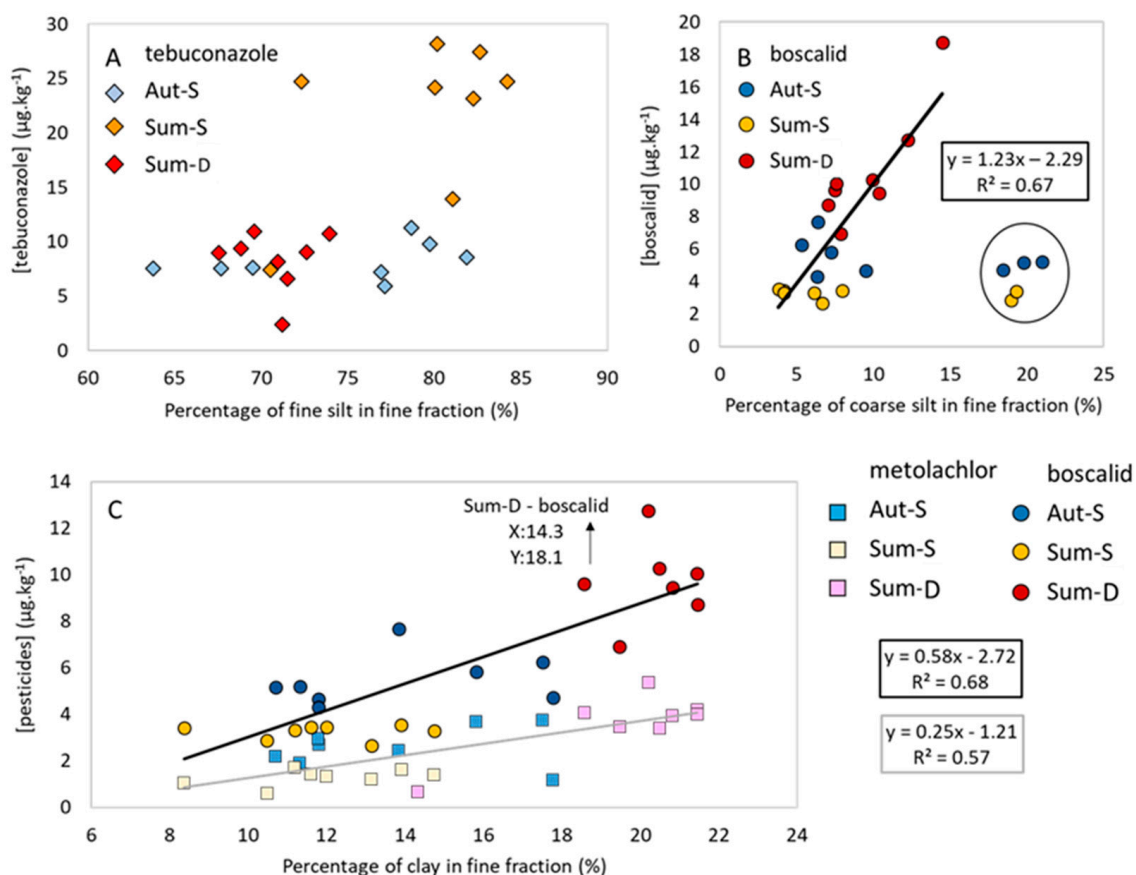 30
25
20
15
10
5
0
[tebuconazole] (µg.kg⁻¹)
A tebuconazole
Aut-S
Sum-S
Sum-D
60 65 70 75 80 85 90
Percentage of fine silt in fine fraction (%)
20
18
16
14
12
10
8
6
4
2
0
[boscalid] (µg.kg⁻¹)
B boscalid
Aut-S
Sum-S
Sum-D
y = 1.23x – 2.29
R² = 0.67
0 5 10 15 20 25
Percentage of coarse silt in fine fraction (%)
14
12
10
8
6
4
2
0
[pesticides] (µg.kg⁻¹)
C
Sum-D - boscalid
X:14.3
Y:18.1
6 8 10 12 14 16 18 20 22 24
Percentage of clay in fine fraction (%)
metolachlor
Aut-S
Sum-S
Sum-D
boscalid
Aut-S
Sum-S
Sum-D
y = 0.58x - 2.72
R² = 0.68
y = 0.25x - 1.21
R² = 0.57